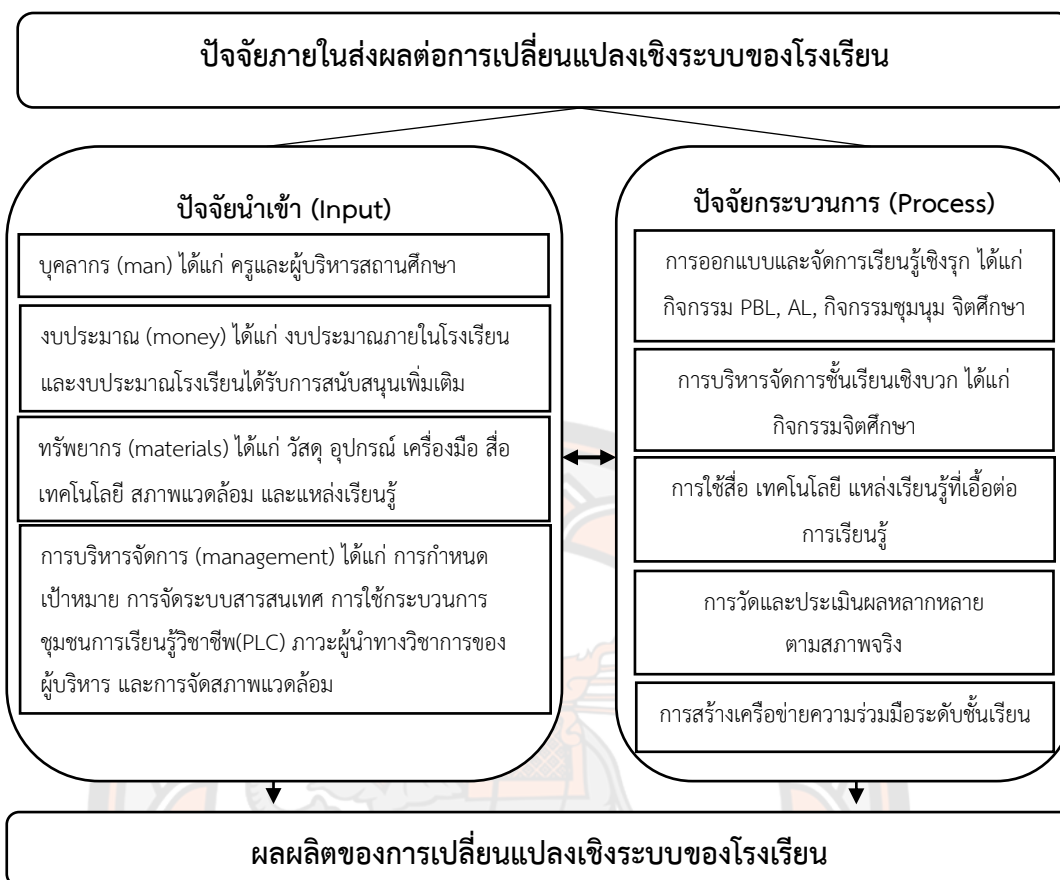 ปัจจัยภายในส่งผลต่อการเปลี่ยนแปลงเชิงระบบของโรงเรียน
ปัจจัยนำเข้า (Input)
บุคลากร (man) ได้แก่ ครูและผู้บริหารสถานศึกษา
งบประมาณ (money) ได้แก่ งบประมาณภายในโรงเรียน
และงบประมาณโรงเรียนได้รับการสนับสนุนเพิ่มเติม
ทรัพยากร (materials) ได้แก่ วัสดุ อุปกรณ์ เครื่องมือ สื่อ
เทคโนโลยี สภาพแวดล้อม และแหล่งเรียนรู้
การบริหารจัดการ (management) ได้แก่ การกำหนด
เป้าหมาย การจัดระบบสารสนเทศ การใช้กระบวนการ
ชุมชนการเรียนรู้วิชาชีพ(PLC) ภาวะผู้นำทางวิชาการของ
ผู้บริหาร และการจัดสภาพแวดล้อม
ปัจจัยกระบวนการ (Process)
การออกแบบและจัดการเรียนรู้เชิงรุก ได้แก่
กิจกรรม PBL, AL, กิจกรรมชุมนุม จิตศึกษา
การบริหารจัดการชั้นเรียนเชิงบวก ได้แก่
กิจกรรมจิตศึกษา
การใช้สื่อ เทคโนโลยี แหล่งเรียนรู้ที่เอื้อต่อ
การเรียนรู้
การวัดและประเมินผลหลากหลาย
ตามสภาพจริง
การสร้างเครือข่ายความร่วมมือระดับชั้นเรียน
ผลผลิตของการเปลี่ยนแปลงเชิงระบบของโรงเรียน